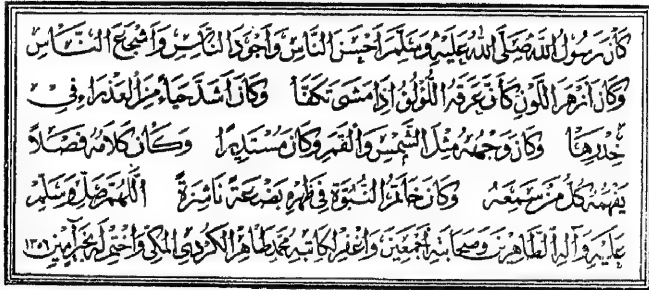 كان رسول الله صلى الله عليه وسلم أحسن الناس وأجود الناس وأشجع الناس
وكان أزهر اللون كأن عرقه اللؤلؤ إذا مشى تكفأ وكان أشد حياء من العذراء في
خدرها وكان وجهه مثل الشمس والقمر وكان مستديرا وكان كلامه فصلا
يفهمه كل من سمعه وكان خاتم النبوة في ظهره بضعة ناشزة اللهم صل وسلم
عليه وآله الطاهرين وصحابته أجمعين واغفر لكاتبه محمد طاهر الكردي المكي واختم له بخير آمين ١٣٥٦